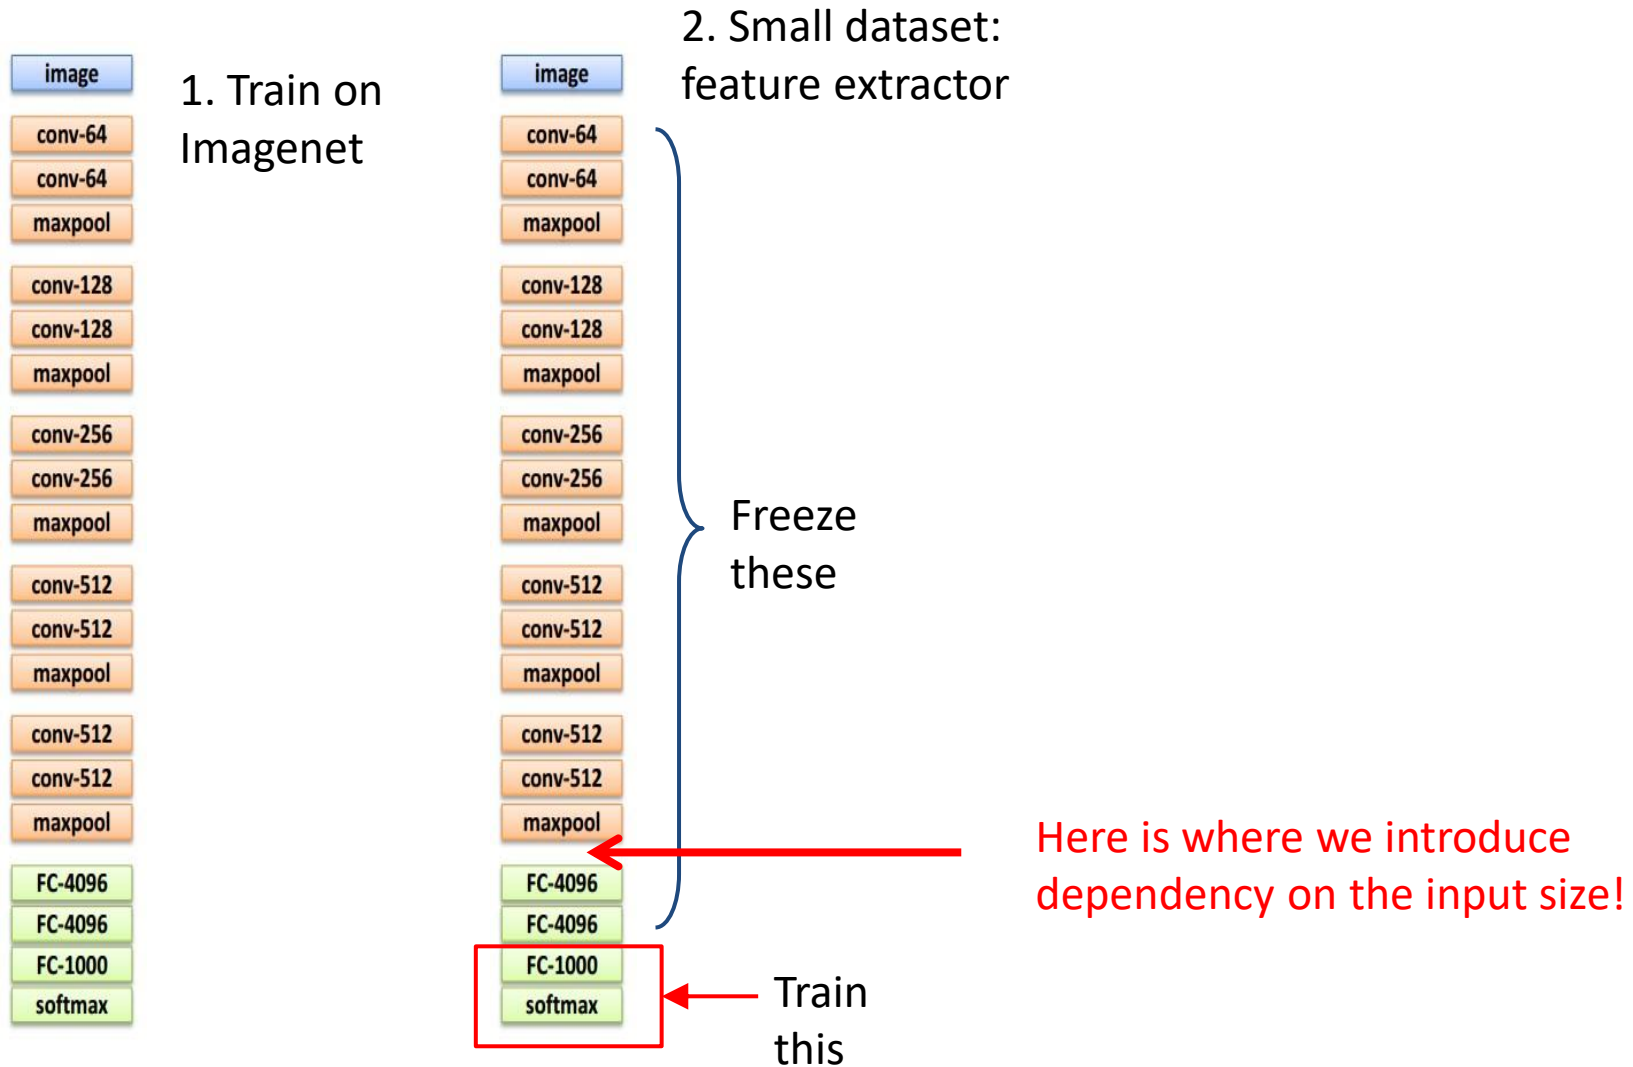 image
conv-64
conv-64
maxpool
conv-128
conv-128
maxpool
conv-256
conv-256
maxpool
conv-512
conv-512
maxpool
conv-512
conv-512
maxpool
FC-4096
FC-4096
FC-1000
softmax
1. Train on
Imagenet
image
conv-64
conv-64
maxpool
conv-128
conv-128
maxpool
conv-256
conv-256
maxpool
conv-512
conv-512
maxpool
conv-512
conv-512
maxpool
FC-4096
FC-4096
FC-1000
softmax
2. Small dataset:
feature extractor
Freeze
these
Here is where we introduce
dependency on the input size!
Train
this